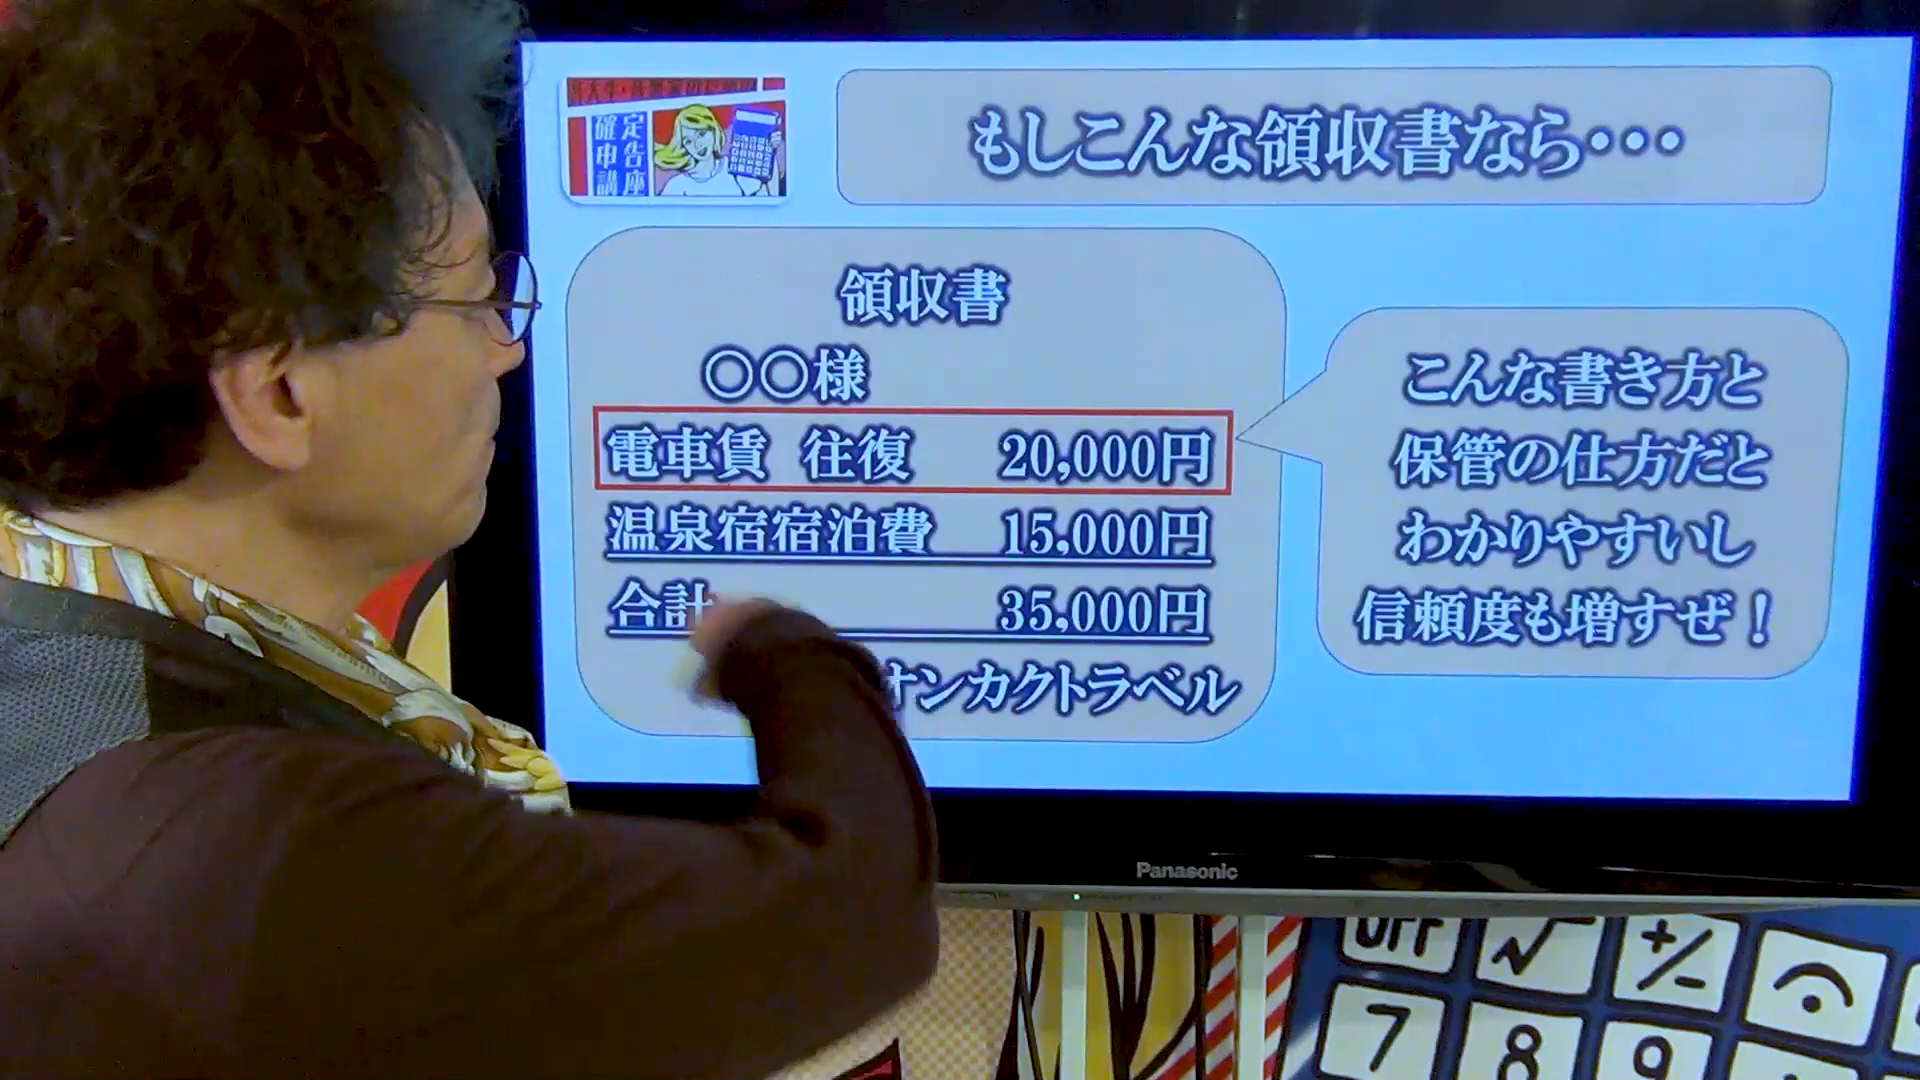 確定
申告
講座
もしこんな領収書なら・・・
領収書
〇〇様
電車賃 往復 20,000円
温泉宿宿泊費 15,000円
合計 35,000円
オンカクトラベル
こんな書き方と
保管の仕方だと
わかりやすいし
信頼度も増すぜ！
Panasonic
OFF √ +/-
7 8 9